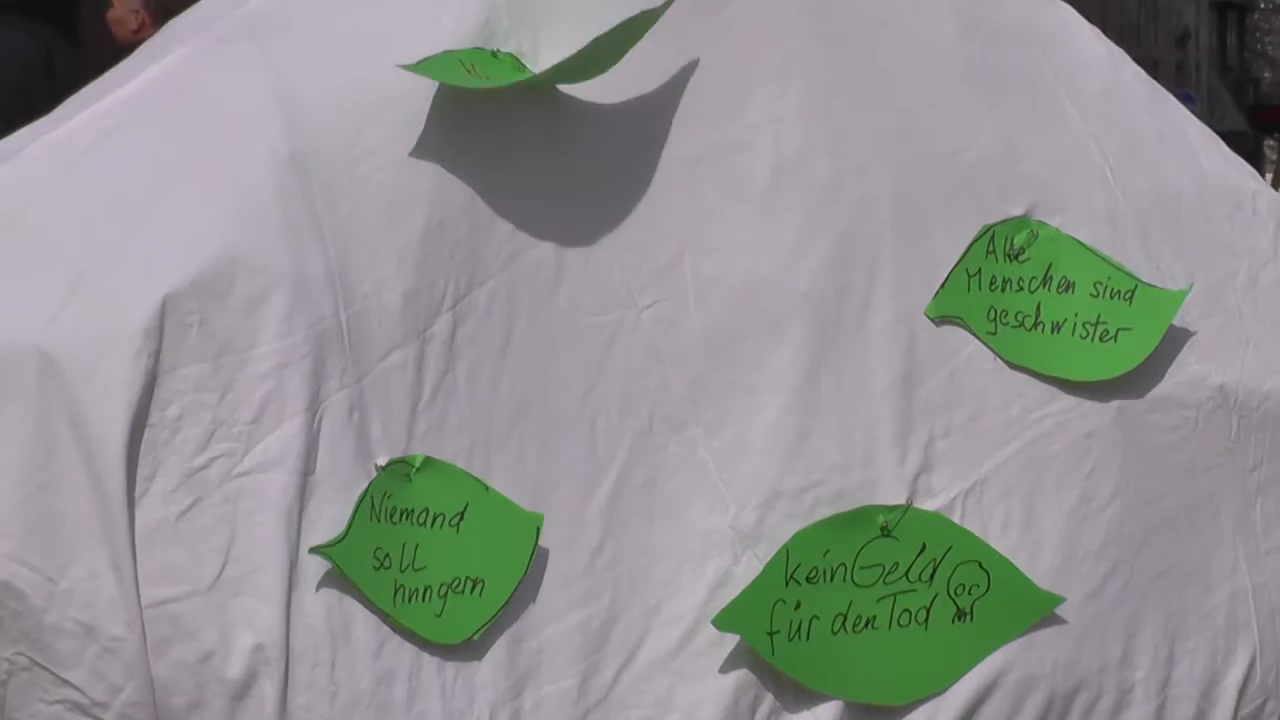 Alle
Menschen sind
geschwister
Niemand
soll
hungern
kein Geld
für den Tod